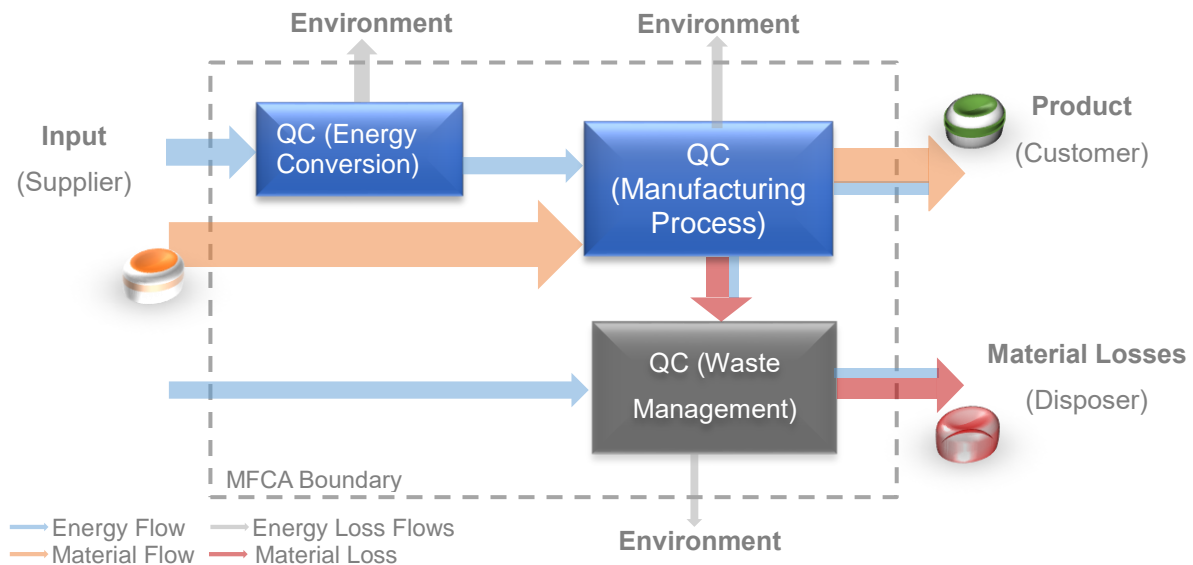 Environment
Environment
Input
(Supplier)
QC (Energy
Conversion)
QC
(Manufacturing
Process)
Product
(Customer)
QC (Waste
Management)
Material Losses
(Disposer)
MFCA Boundary
Environment
Energy Flow
Energy Loss Flows
Material Flow
Material Loss